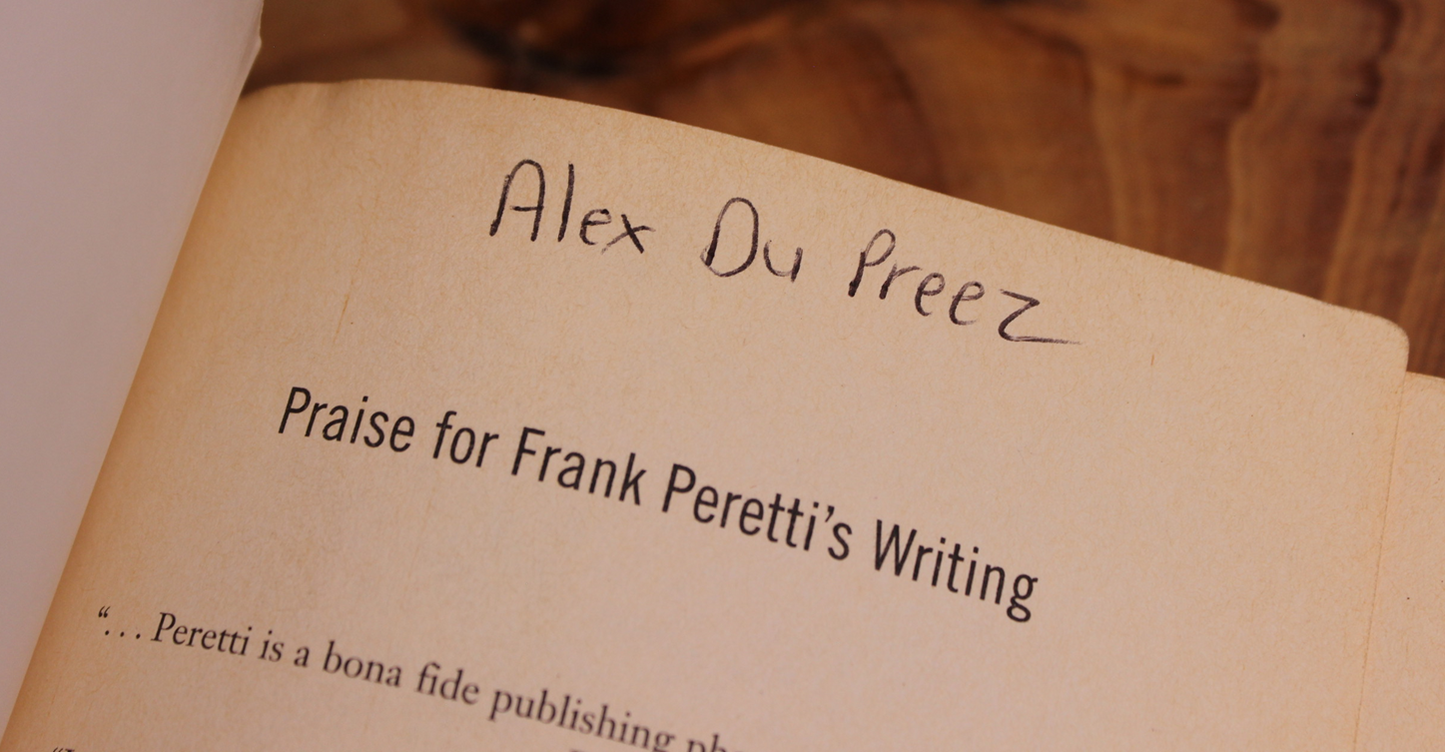 Alex Du Preez
Praise for Frank Peretti’s Writing
“. . . Peretti is a bona fide publishing